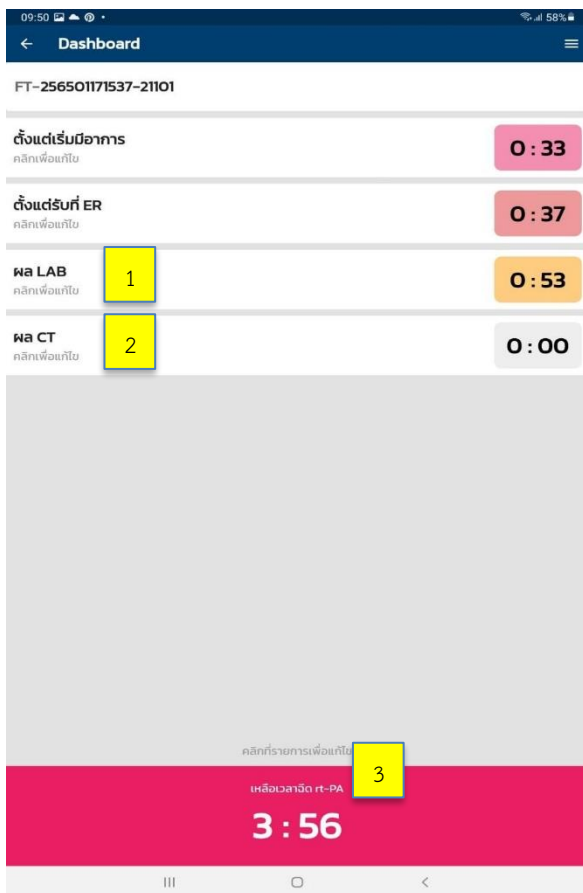 09:50
58%
Dashboard
FT-256501171537-21101
ตั้งแต่เริ่มมีอาการ
คลิกเพื่อแก้ไข
0 : 33
ตั้งแต่รับที่ ER
คลิกเพื่อแก้ไข
0 : 37
ผล LAB
คลิกเพื่อแก้ไข
1
0 : 53
ผล CT
คลิกเพื่อแก้ไข
2
0 : 00
คลิกที่รายการเพื่อแก้ไข
3
เหลือเวลาฉีด rt-PA
3 : 56